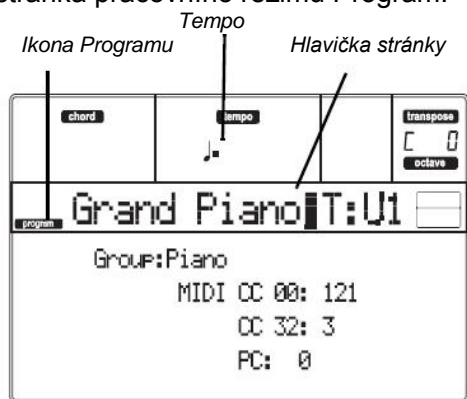 stránka pracovního režimu Program.
Tempo
Ikona Programu Hlavička stránky
chord tempo transpose
C 0
octave
program Grand Piano T:U1
Group:Piano
MIDI CC 00: 121
CC 32: 3
PC: 0